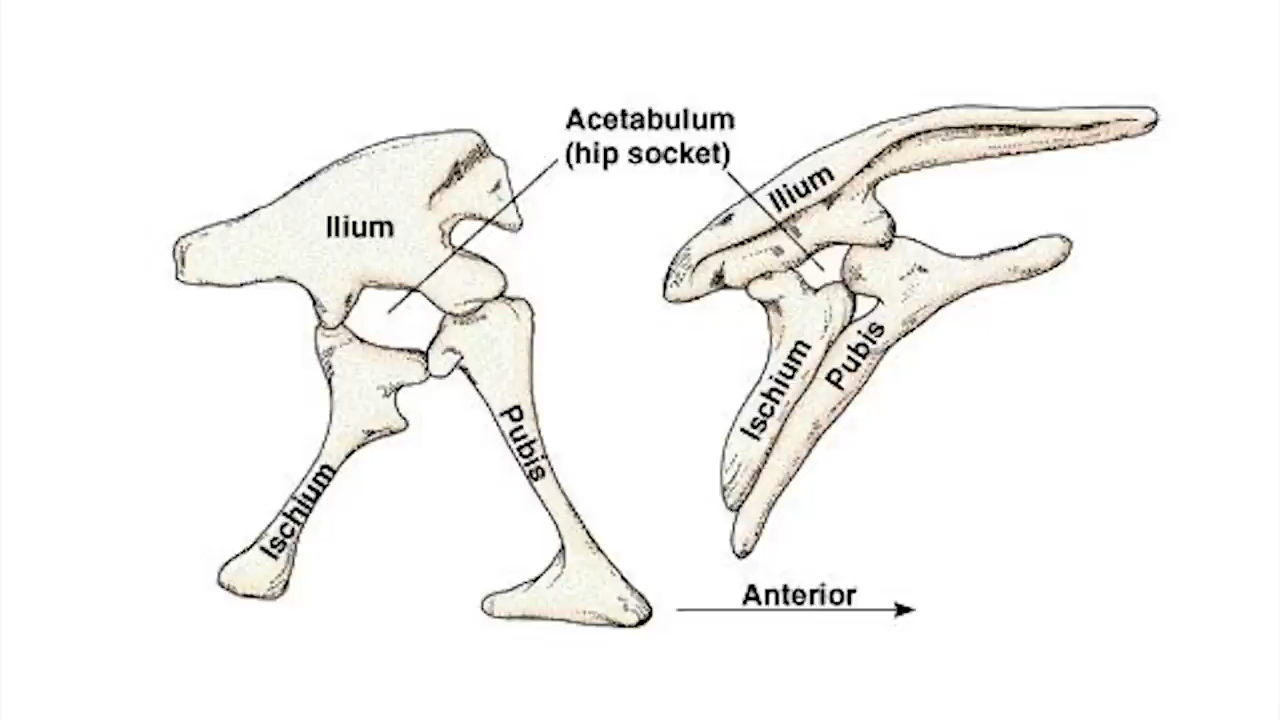 Acetabulum
(hip socket)
Ilium
Ilium
Pubis
Ischium
Ischium
Pubis
Anterior